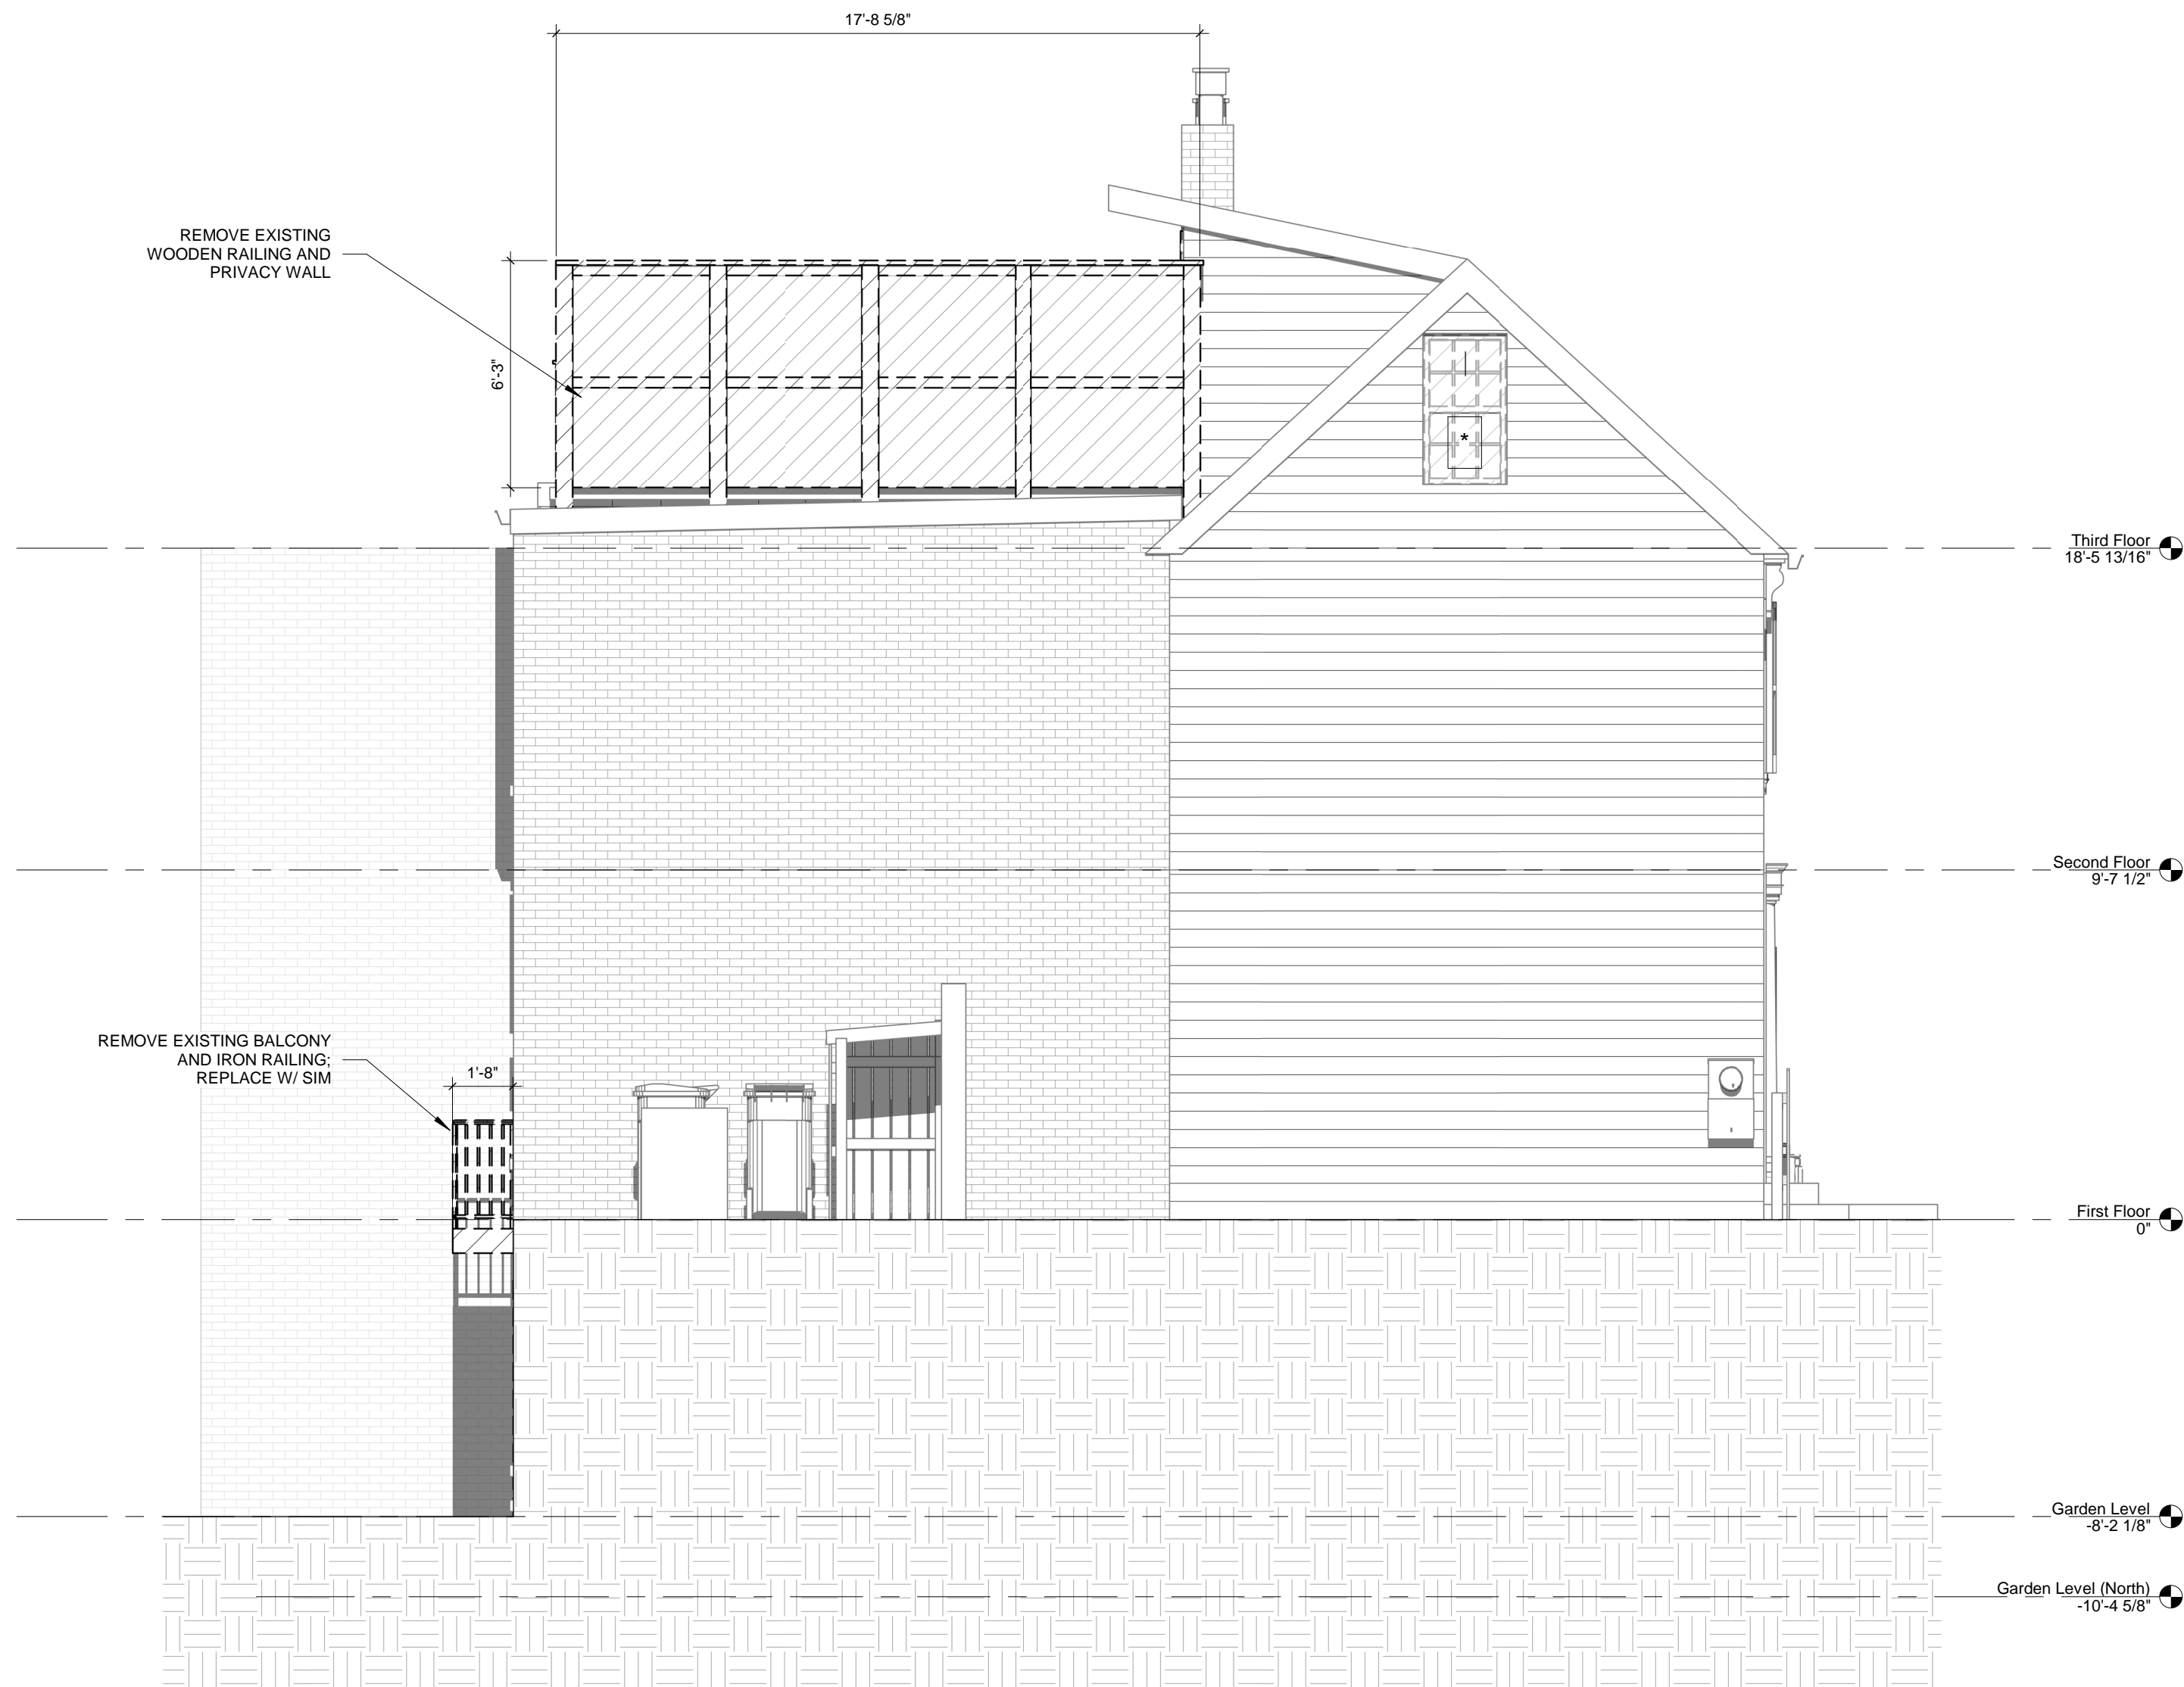 17'-8 5/8"
REMOVE EXISTING
WOODEN RAILING AND
PRIVACY WALL
6'-3"
*
Third Floor
18'-5 13/16"
Second Floor
9'-7 1/2"
REMOVE EXISTING BALCONY
AND IRON RAILING;
REPLACE W/ SIM
1'-8"
First Floor
0"
Garden Level
-8'-2 1/8"
Garden Level (North)
-10'-4 5/8"